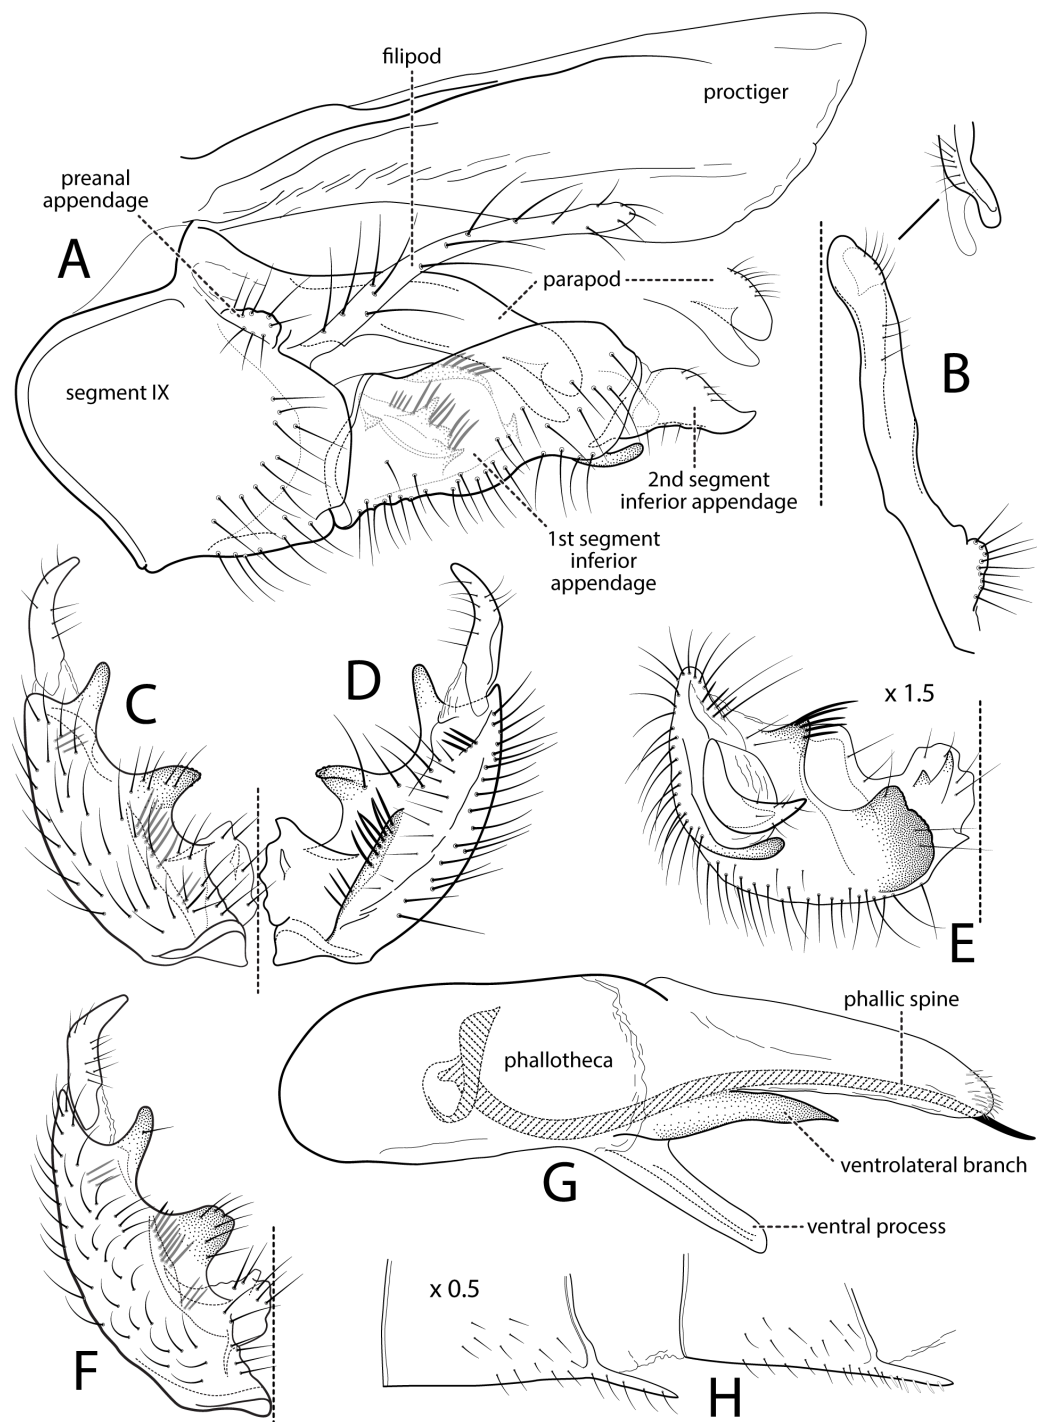 filipod
proctiger
preanal
appendage
A
parapod
segment IX
B
2nd segment
inferior appendage
1st segment
inferior
appendage
C
D
x 1.5
E
phallic spine
phallotheca
G
ventrolateral branch
ventral process
F
x 0.5
H